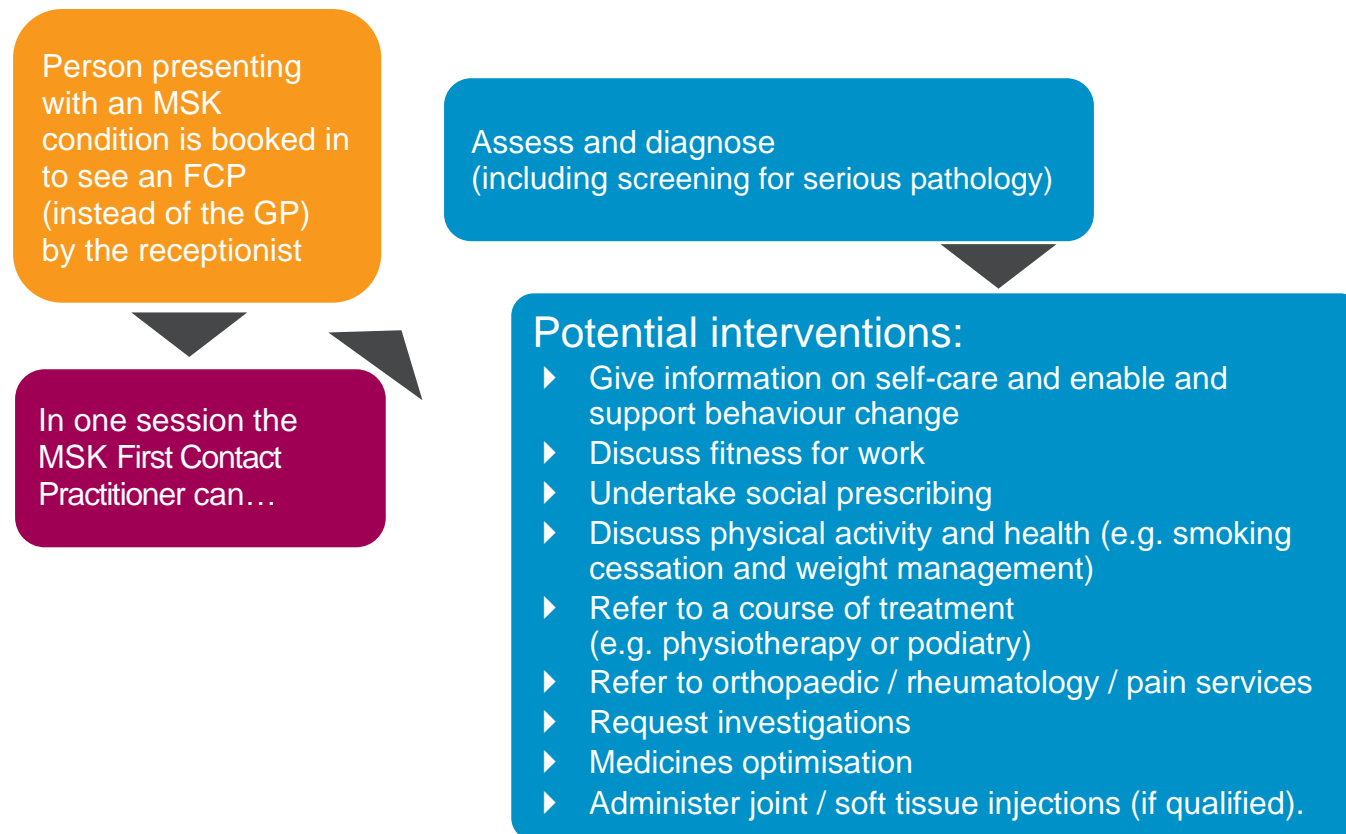 Person presenting
with an MSK
condition is booked in
to see an FCP
(instead of the GP)
by the receptionist
In one session the
MSK First Contact
Practitioner can…
Assess and diagnose
(including screening for serious pathology)
Potential interventions:
Give information on self-care and enable and
support behaviour change
Discuss fitness for work
Undertake social prescribing
Discuss physical activity and health (e.g. smoking
cessation and weight management)
Refer to a course of treatment
(e.g. physiotherapy or podiatry)
Refer to orthopaedic / rheumatology / pain services
Request investigations
Medicines optimisation
Administer joint / soft tissue injections (if qualified).